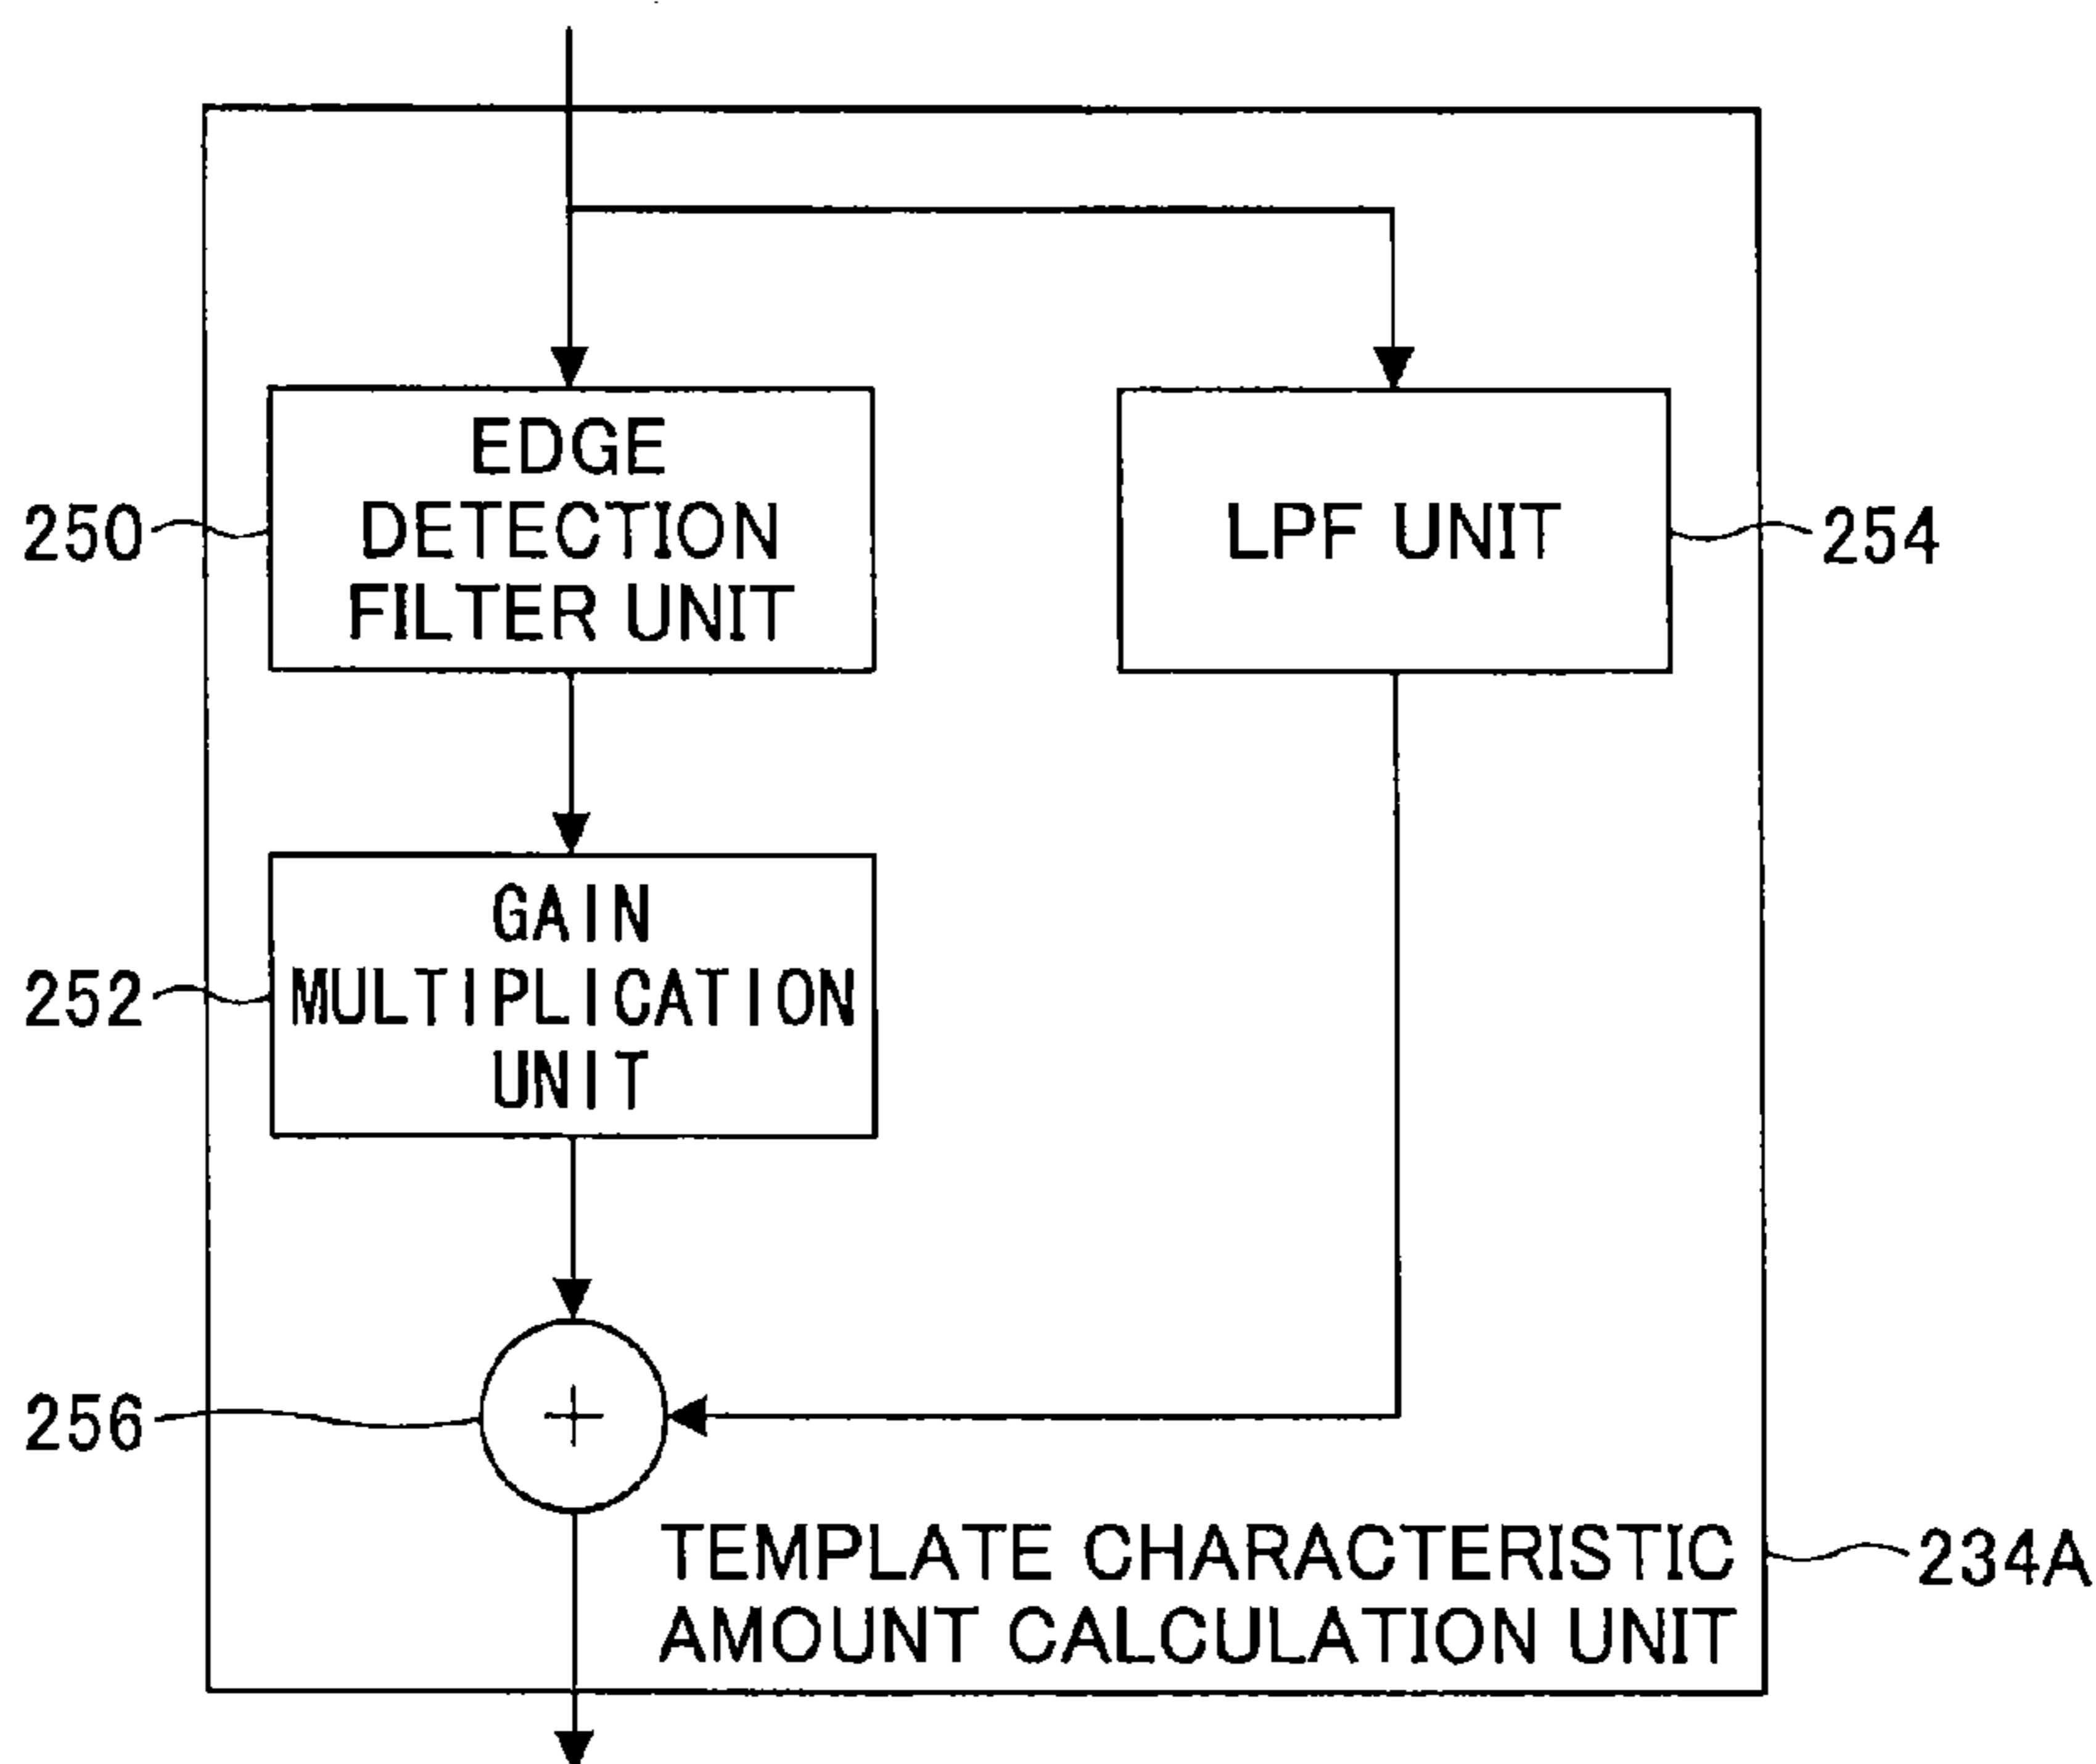 EDGE
DETECTION
FILTER UNIT
250
LPF UNIT
254
GAIN
MULTIPLICATION
UNIT
252
+
256
TEMPLATE CHARACTERISTIC
AMOUNT CALCULATION UNIT
234A